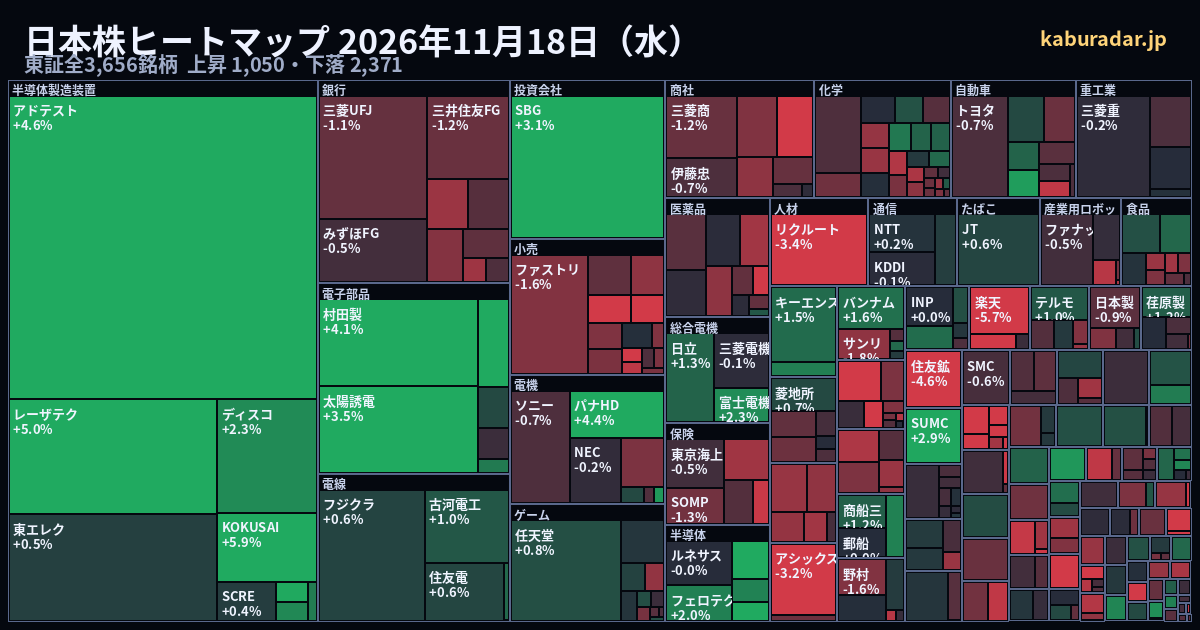 日本株ヒートマップ 2026年11月18日（水）
kaburadar.jp
東証全3,656銘柄 上昇 1,050・下落 2,371
半導体製造装置
アドテスト
+4.6%
レーザテク
+5.0%
ディスコ
+2.3%
東エレク
+0.5%
KOKUSAI
+5.9%
SCRE
+0.4%
銀行
三菱UFJ
-1.1%
三井住友FG
-1.2%
みずほFG
-0.5%
電子部品
村田製
+4.1%
太陽誘電
+3.5%
電線
フジクラ
+0.6%
古河電工
+1.0%
住友電
+0.6%
投資会社
SBG
+3.1%
小売
ファストリ
-1.6%
電機
ソニー
-0.7%
パナHD
+4.4%
NEC
-0.2%
ゲーム
任天堂
+0.8%
商社
三菱商
-1.2%
伊藤忠
-0.7%
化学
自動車
トヨタ
-0.7%
重工業
三菱重
-0.2%
医薬品
人材
リクルート
-3.4%
通信
NTT
+0.2%
KDDI
-0.1%
たばこ
JT
+0.6%
産業用ロボッ
ファナッ
-0.5%
食品
総合電機
日立
+1.3%
三菱電機
-0.1%
富士電機
+2.3%
保険
東京海上
-0.5%
SOMP
-1.3%
半導体
ルネサス
-0.0%
フェロテク
+2.0%
キーエンス
+1.5%
菱地所
+0.7%
アシックス
-3.2%
バンナム
+1.6%
サンリ
-1.8%
商船三
+1.2%
郵船
+0.0%
野村
-1.6%
INP
+0.0%
楽天
-5.7%
テルモ
+1.0%
日本製
-0.9%
荏原製
+1.2%
住友鉱
-4.6%
SMC
-0.6%
SUMC
+2.9%